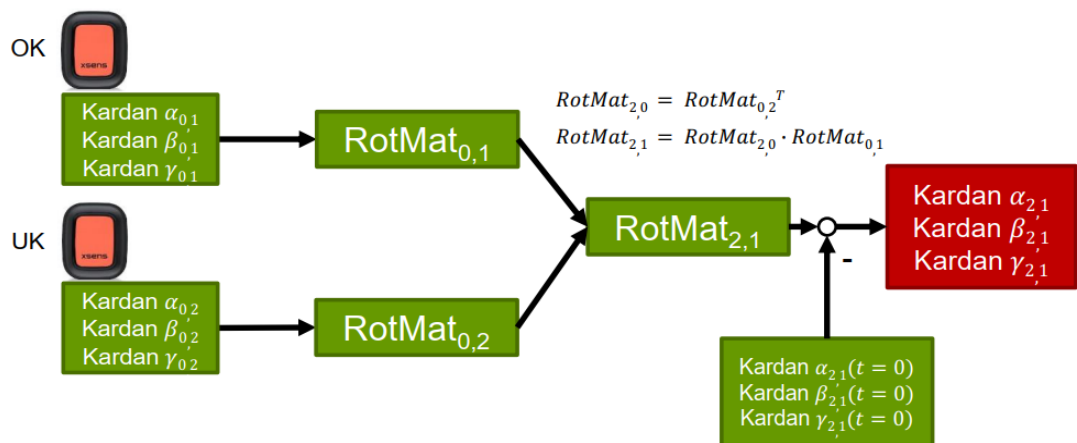 OK
xsens
Kardan α₀,₁
Kardan β₀,₁
Kardan γ₀,₁
RotMat₀,₁
RotMat₂,₀ = RotMat₀,₂ᵀ
RotMat₂,₁ = RotMat₂,₀ · RotMat₀,₁
UK
xsens
Kardan α₀,₂
Kardan β₀,₂
Kardan γ₀,₂
RotMat₀,₂
RotMat₂,₁
-
Kardan α₂,₁
Kardan β₂,₁
Kardan γ₂,₁
Kardan α₂,₁(t = 0)
Kardan β₂,₁(t = 0)
Kardan γ₂,₁(t = 0)